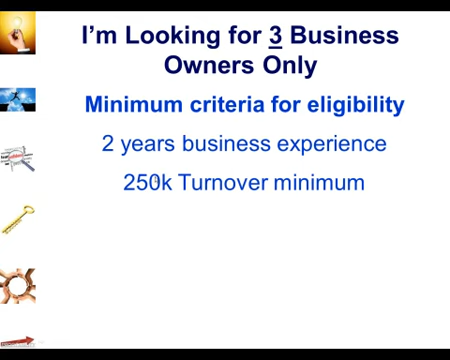 I'm Looking for 3 Business
Owners Only
Minimum criteria for eligibility
2 years business experience
250k Turnover minimum